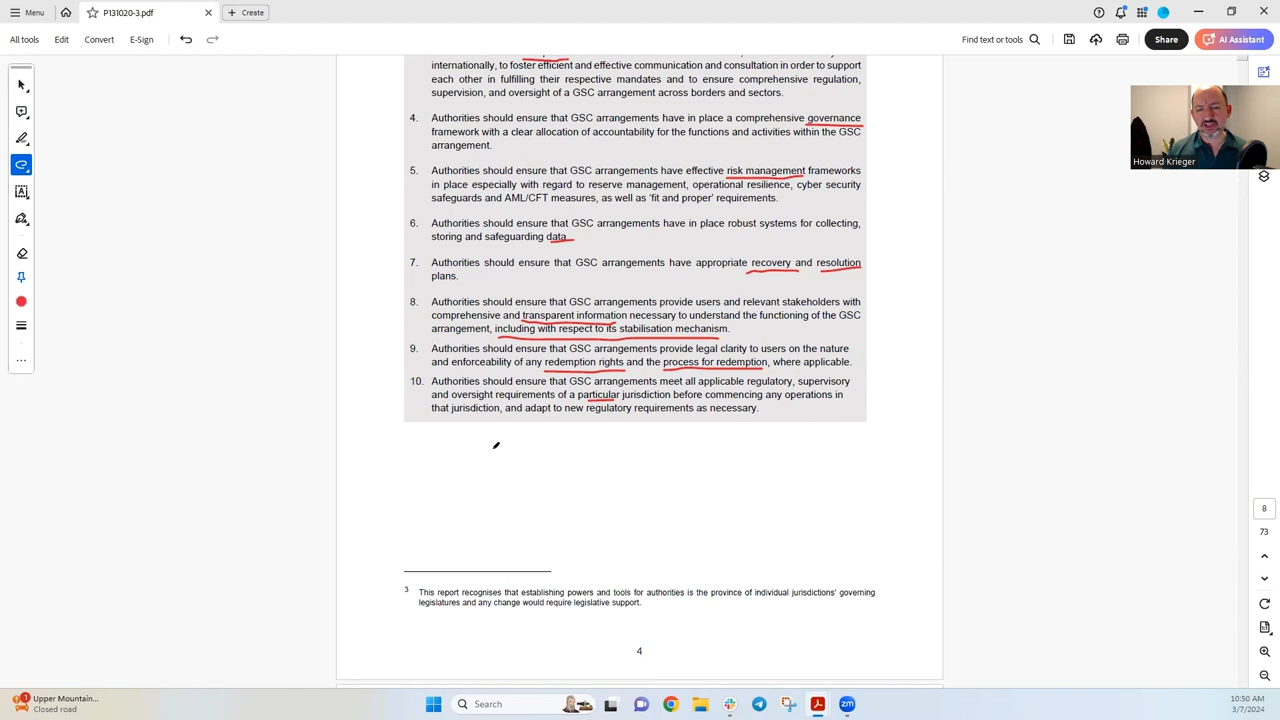 Menu
P131020-3.pdf
Create
All tools
Edit
Convert
E-Sign
Find text or tools
Share
AI Assistant
internationally, to foster efficient and effective communication and consultation in order to support
each other in fulfilling their respective mandates and to ensure comprehensive regulation,
supervision, and oversight of a GSC arrangement across borders and sectors.
4. Authorities should ensure that GSC arrangements have in place a comprehensive governance
framework with a clear allocation of accountability for the functions and activities within the GSC
arrangement.
5. Authorities should ensure that GSC arrangements have effective risk management frameworks
in place especially with regard to reserve management, operational resilience, cyber security
safeguards and AML/CFT measures, as well as ‘fit and proper’ requirements.
6. Authorities should ensure that GSC arrangements have in place robust systems for collecting,
storing and safeguarding data.
7. Authorities should ensure that GSC arrangements have appropriate recovery and resolution
plans.
8. Authorities should ensure that GSC arrangements provide users and relevant stakeholders with
comprehensive and transparent information necessary to understand the functioning of the GSC
arrangement, including with respect to its stabilisation mechanism.
9. Authorities should ensure that GSC arrangements provide legal clarity to users on the nature
and enforceability of any redemption rights and the process for redemption, where applicable.
10. Authorities should ensure that GSC arrangements meet all applicable regulatory, supervisory
and oversight requirements of a particular jurisdiction before commencing any operations in
that jurisdiction, and adapt to new regulatory requirements as necessary.
3 This report recognises that establishing powers and tools for authorities is the province of individual jurisdictions’ governing
legislatures and any change would require legislative support.
4
Howard Krieger
8
73
1
Upper Mountain...
Closed road
Search
zm
10:50 AM
3/7/2024